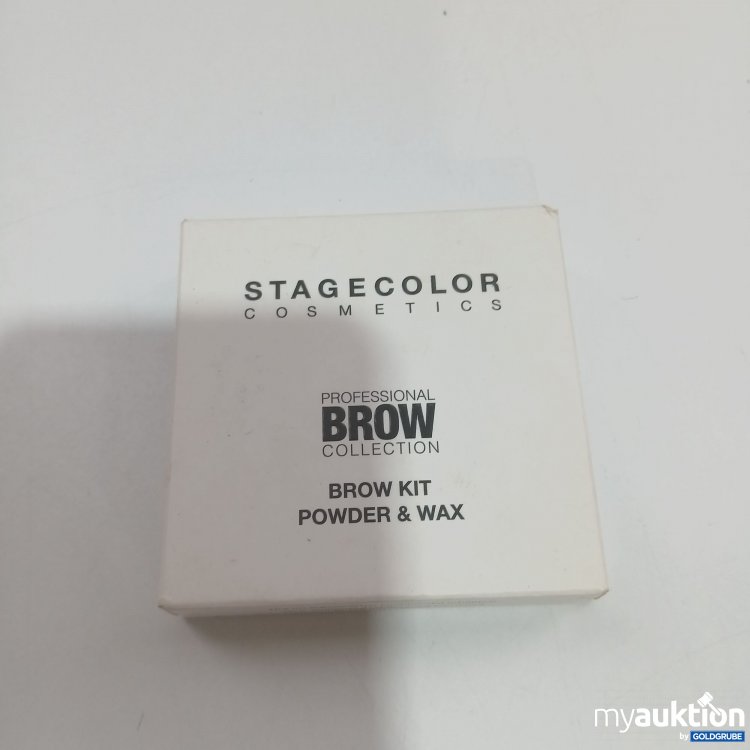 STAGECOLOR
COSMETICS
PROFESSIONAL
BROW
COLLECTION
BROW KIT
POWDER & WAX
myauktion
by GOLDGRUBE